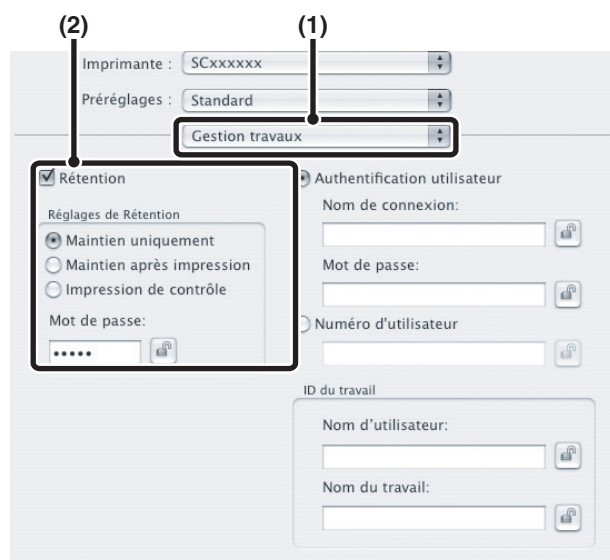 (2) (1)
Imprimante : SCxxxxxx
Préréglages : Standard
Gestion travaux
Rétention
Réglages de Rétention
Maintien uniquement
Maintien après impression
Impression de contrôle
Mot de passe:
•••••
Authentification utilisateur
Nom de connexion:
Mot de passe:
Numéro d'utilisateur
ID du travail
Nom d'utilisateur:
Nom du travail: